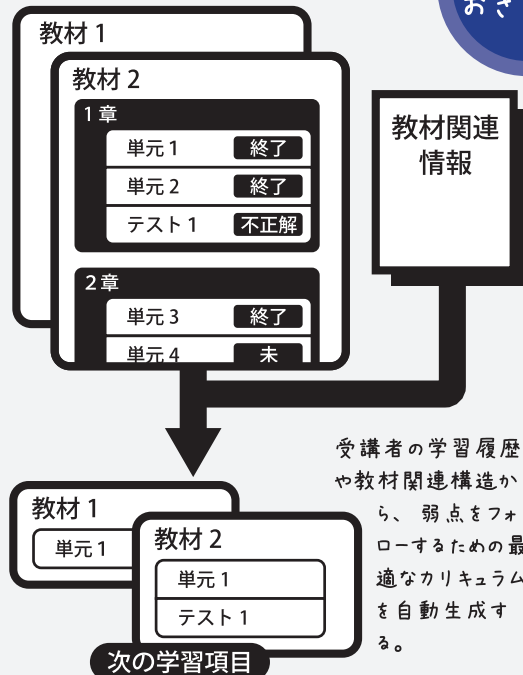 おさ
教材 1
教材 2
1 章
単元 1 終了
単元 2 終了
テスト 1 不正解
2 章
単元 3 終了
単元 4 未
教材関連
情報
受講者の学習履歴
や教材関連構造か
ら、弱点をフォ
ローするための最
適なカリキュラム
を自動生成す
る。
教材 1
単元 1
教材 2
単元 1
テスト 1
次の学習項目